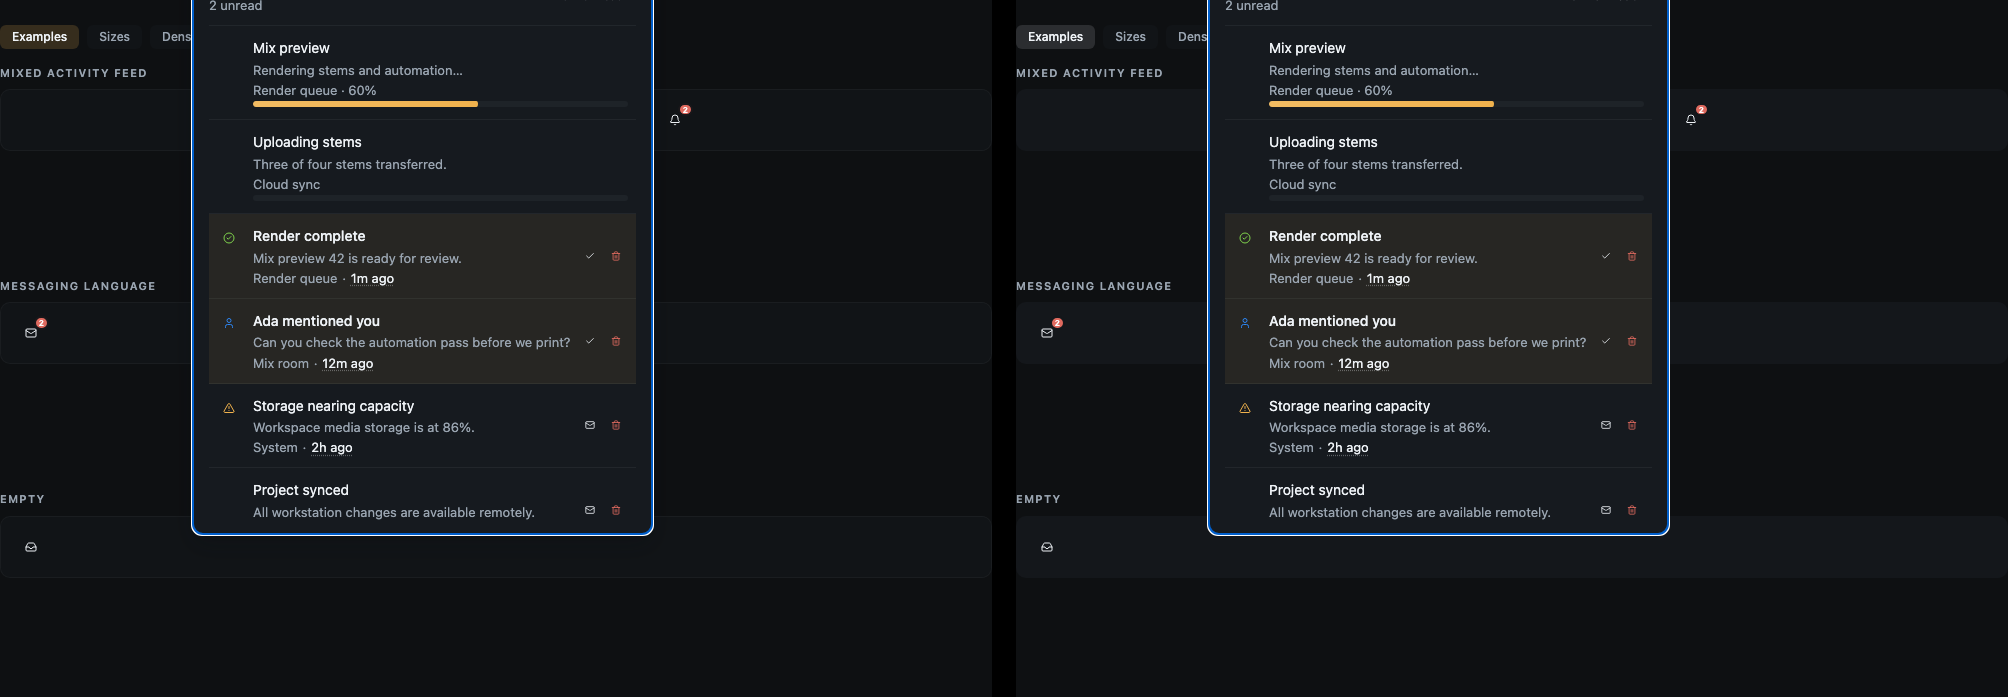 2 unread
Examples Sizes Dens
MIXED ACTIVITY FEED
Mix preview
Rendering stems and automation...
Render queue · 60%
2
Uploading stems
Three of four stems transferred.
Cloud sync
Render complete
Mix preview 42 is ready for review.
Render queue · 1m ago
MESSAGING LANGUAGE
2
Ada mentioned you
Can you check the automation pass before we print?
Mix room · 12m ago
Storage nearing capacity
Workspace media storage is at 86%.
System · 2h ago
EMPTY
Project synced
All workstation changes are available remotely.
2 unread
Examples Sizes Dens
MIXED ACTIVITY FEED
Mix preview
Rendering stems and automation...
Render queue · 60%
2
Uploading stems
Three of four stems transferred.
Cloud sync
Render complete
Mix preview 42 is ready for review.
Render queue · 1m ago
MESSAGING LANGUAGE
2
Ada mentioned you
Can you check the automation pass before we print?
Mix room · 12m ago
Storage nearing capacity
Workspace media storage is at 86%.
System · 2h ago
EMPTY
Project synced
All workstation changes are available remotely.